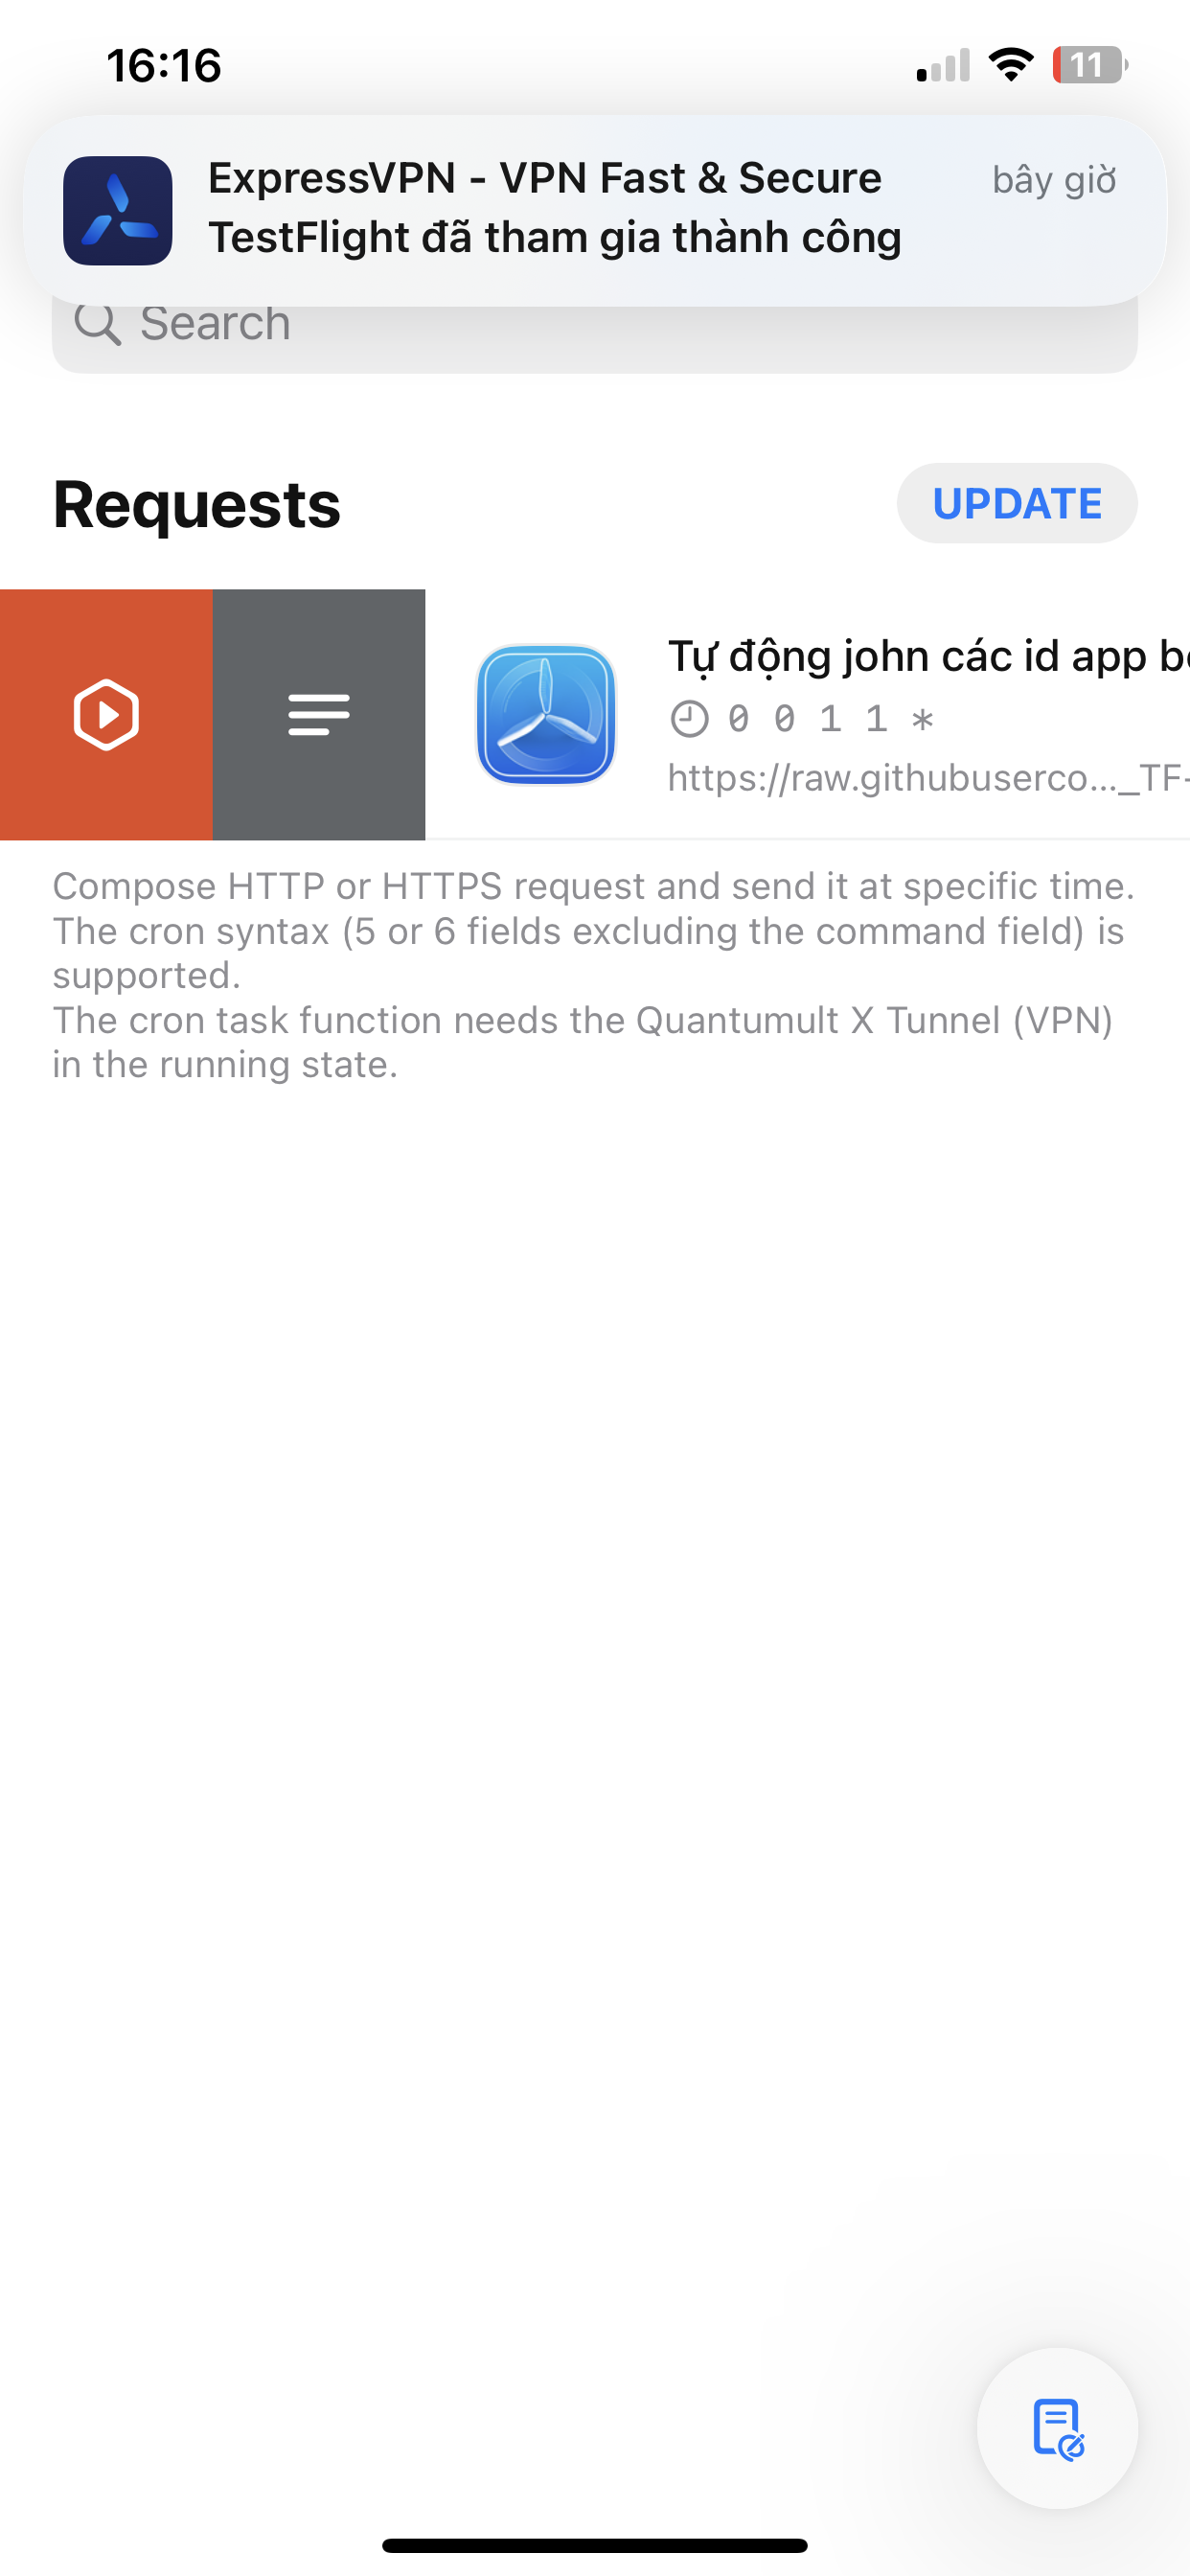 16:16
11
ExpressVPN - VPN Fast & Secure
bây giờ
TestFlight đã tham gia thành công
Search
Requests
UPDATE
Tự động john các id app
0 0 1 1 *
https://raw.githubuserco..._TF-
Compose HTTP or HTTPS request and send it at specific time.
The cron syntax (5 or 6 fields excluding the command field) is
supported.
The cron task function needs the Quantumult X Tunnel (VPN)
in the running state.